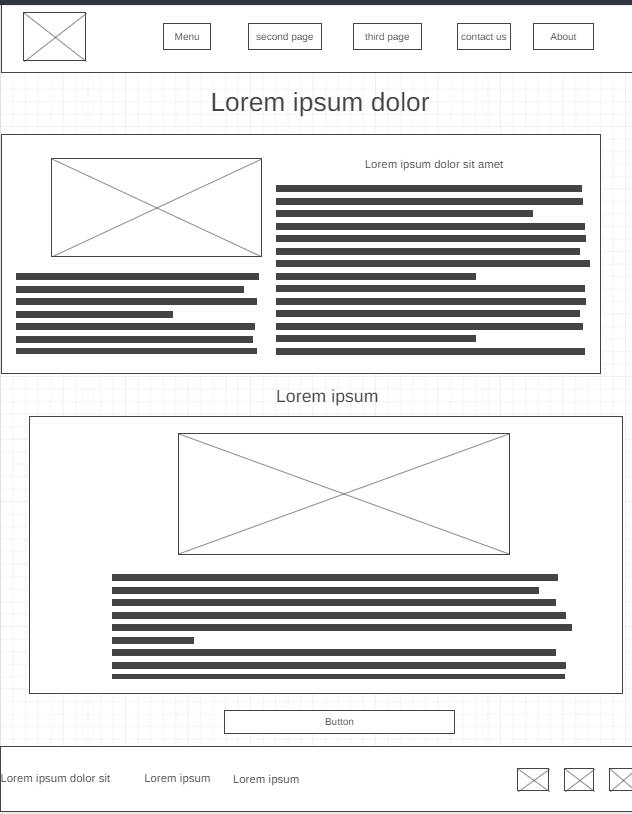 Menu
second page
third page
contact us
About
Lorem ipsum dolor
Lorem ipsum dolor sit amet
Lorem ipsum
Button
Lorem ipsum dolor sit
Lorem ipsum
Lorem ipsum